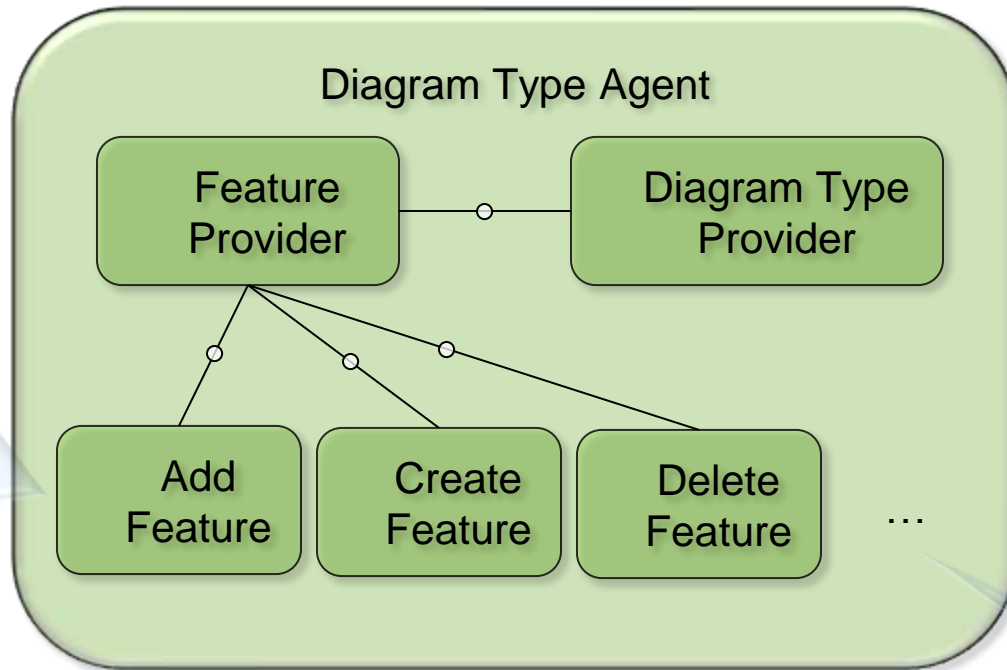 Diagram Type Agent
Feature
Provider
Diagram Type
Provider
Add
Feature
Create
Feature
Delete
Feature
…